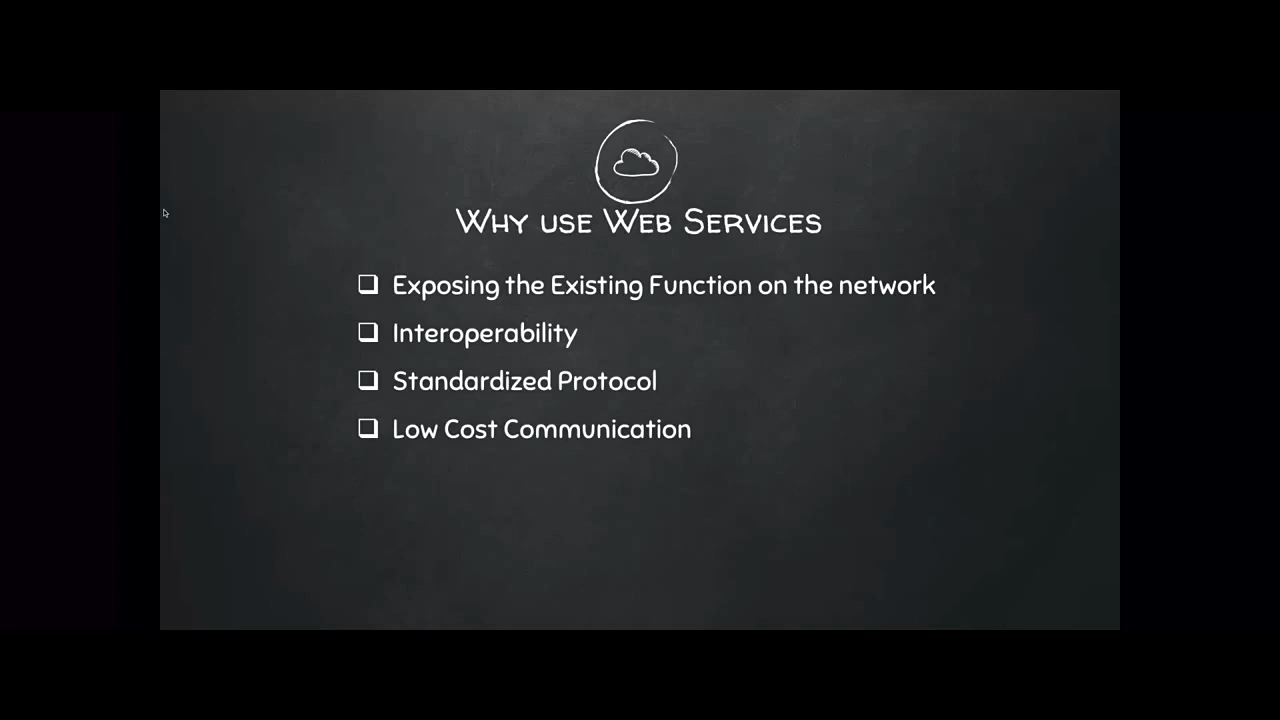 Why use Web Services
Exposing the Existing Function on the network
Interoperability
Standardized Protocol
Low Cost Communication